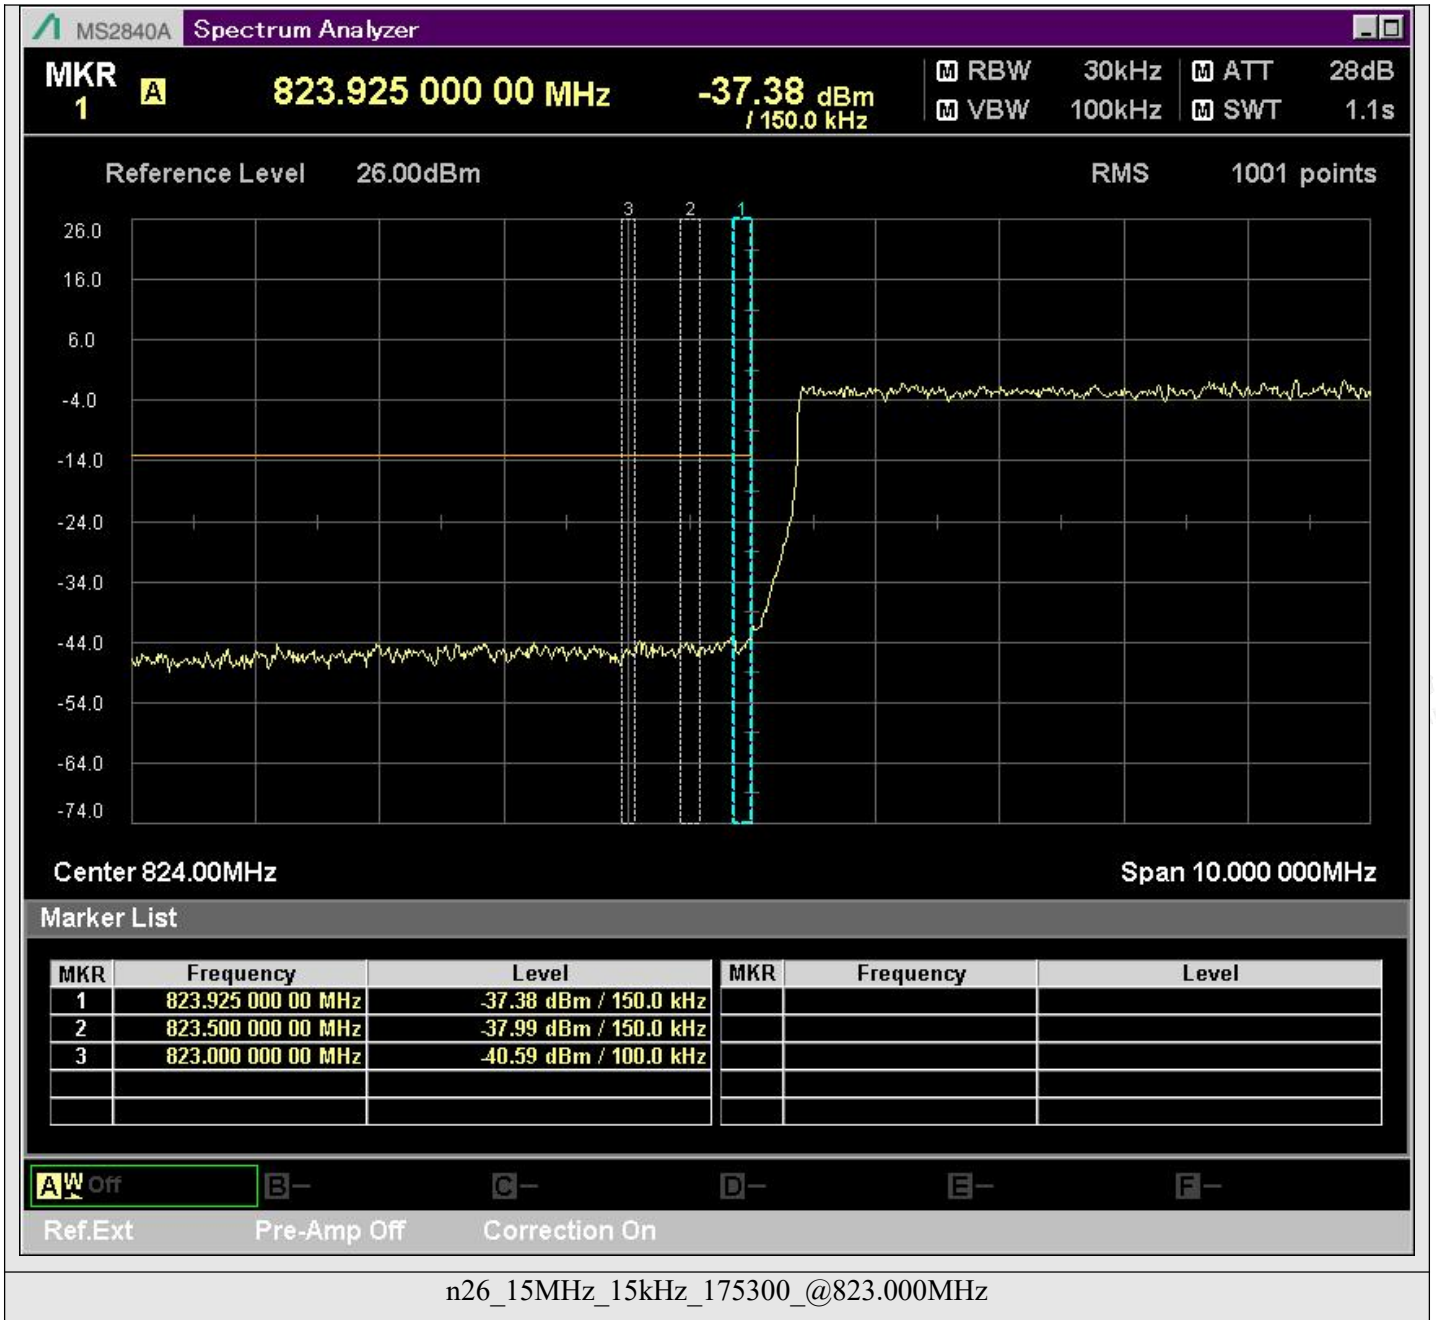 MS2840A Spectrum Analyzer
MKR 1 A 823.925 000 00 MHz -37.38 dBm / 150.0 kHz
M RBW 30kHz M ATT 28dB
M VBW 100kHz M SWT 1.1s
Reference Level 26.00dBm RMS 1001 points
3 2 1
26.0
16.0
6.0
-4.0
-14.0
-24.0
-34.0
-44.0
-54.0
-64.0
-74.0
Center 824.00MHz Span 10.000 000MHz
Marker List
MKR Frequency Level MKR Frequency Level
1 823.925 000 00 MHz -37.38 dBm / 150.0 kHz
2 823.500 000 00 MHz -37.99 dBm / 150.0 kHz
3 823.000 000 00 MHz -40.59 dBm / 100.0 kHz
A W Off B- C- D- E- F-
Ref.Ext Pre-Amp Off Correction On
n26_15MHz_15kHz_175300_@823.000MHz